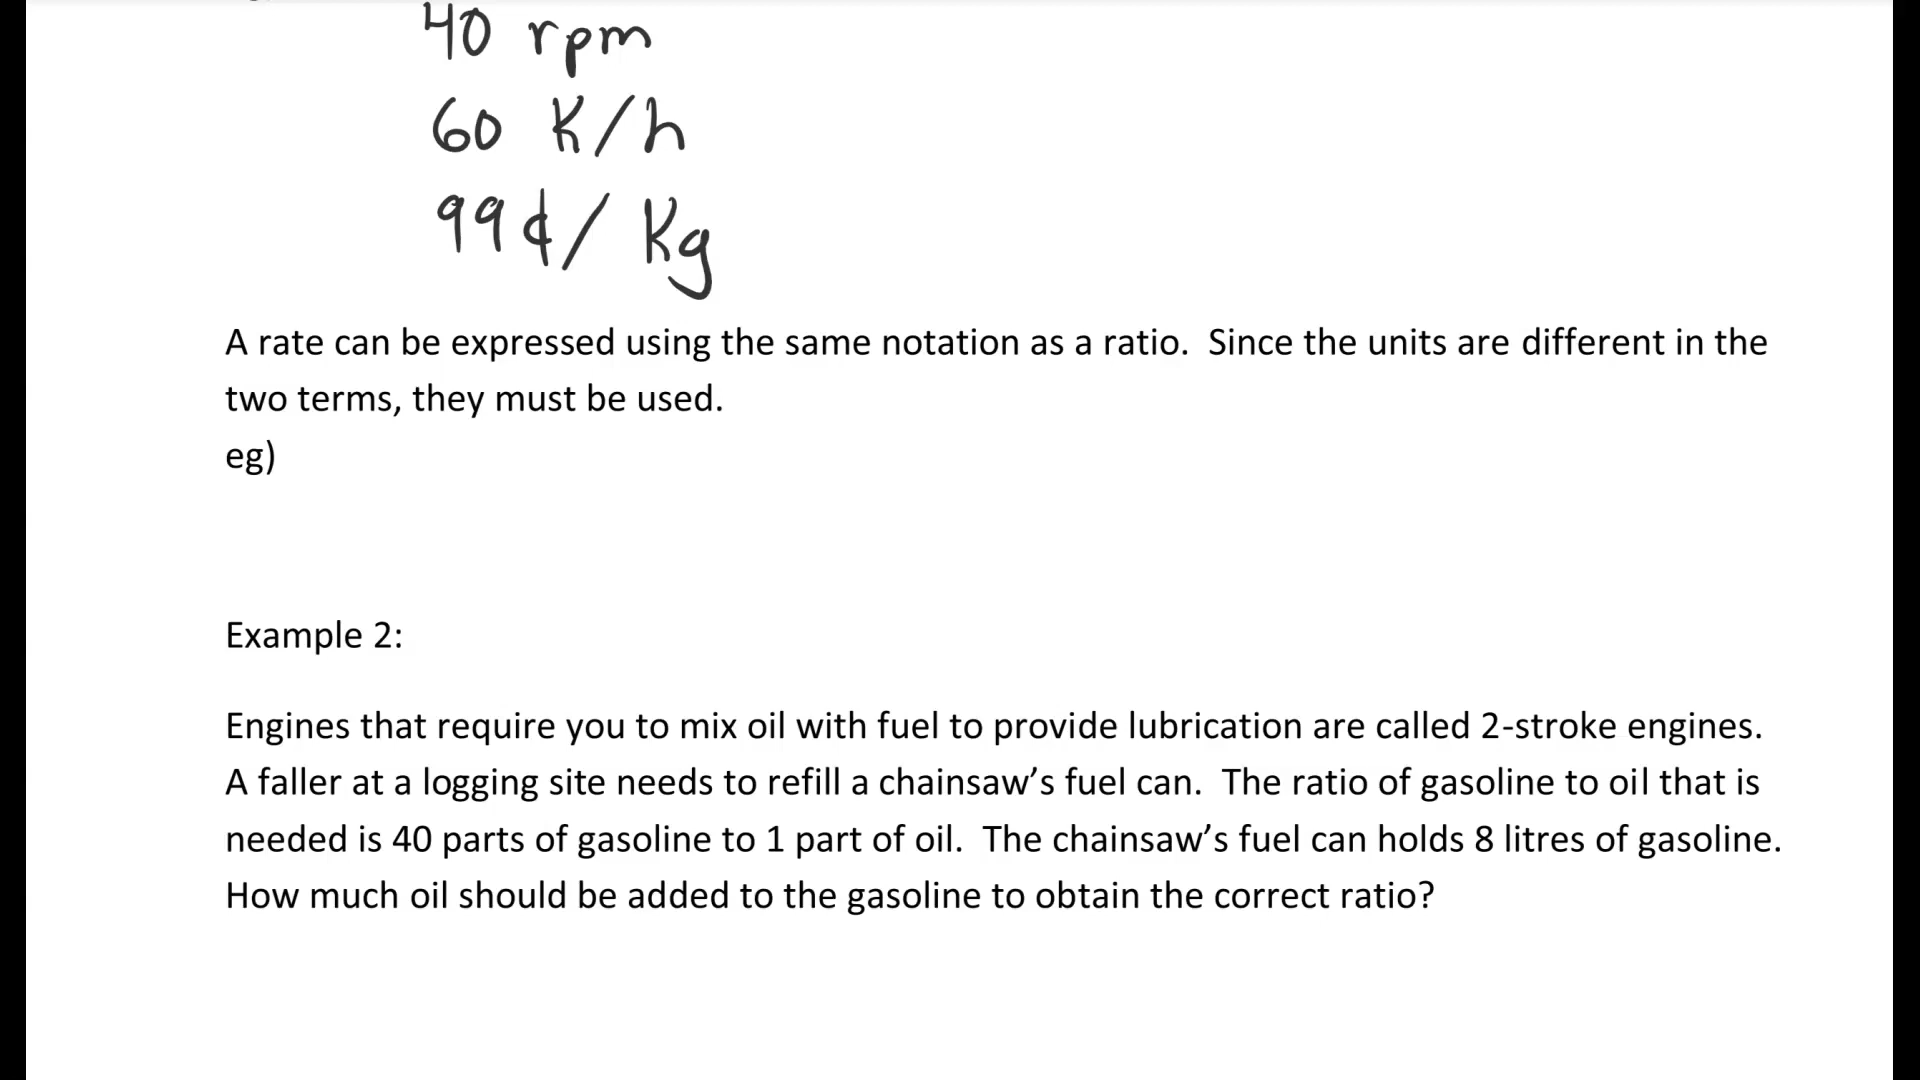 40 rpm
60 K/h
99¢/ Kg
A rate can be expressed using the same notation as a ratio.  Since the units are different in the
two terms, they must be used.
eg)
Example 2:
Engines that require you to mix oil with fuel to provide lubrication are called 2-stroke engines.
A faller at a logging site needs to refill a chainsaw’s fuel can.  The ratio of gasoline to oil that is
needed is 40 parts of gasoline to 1 part of oil.  The chainsaw’s fuel can holds 8 litres of gasoline.
How much oil should be added to the gasoline to obtain the correct ratio?